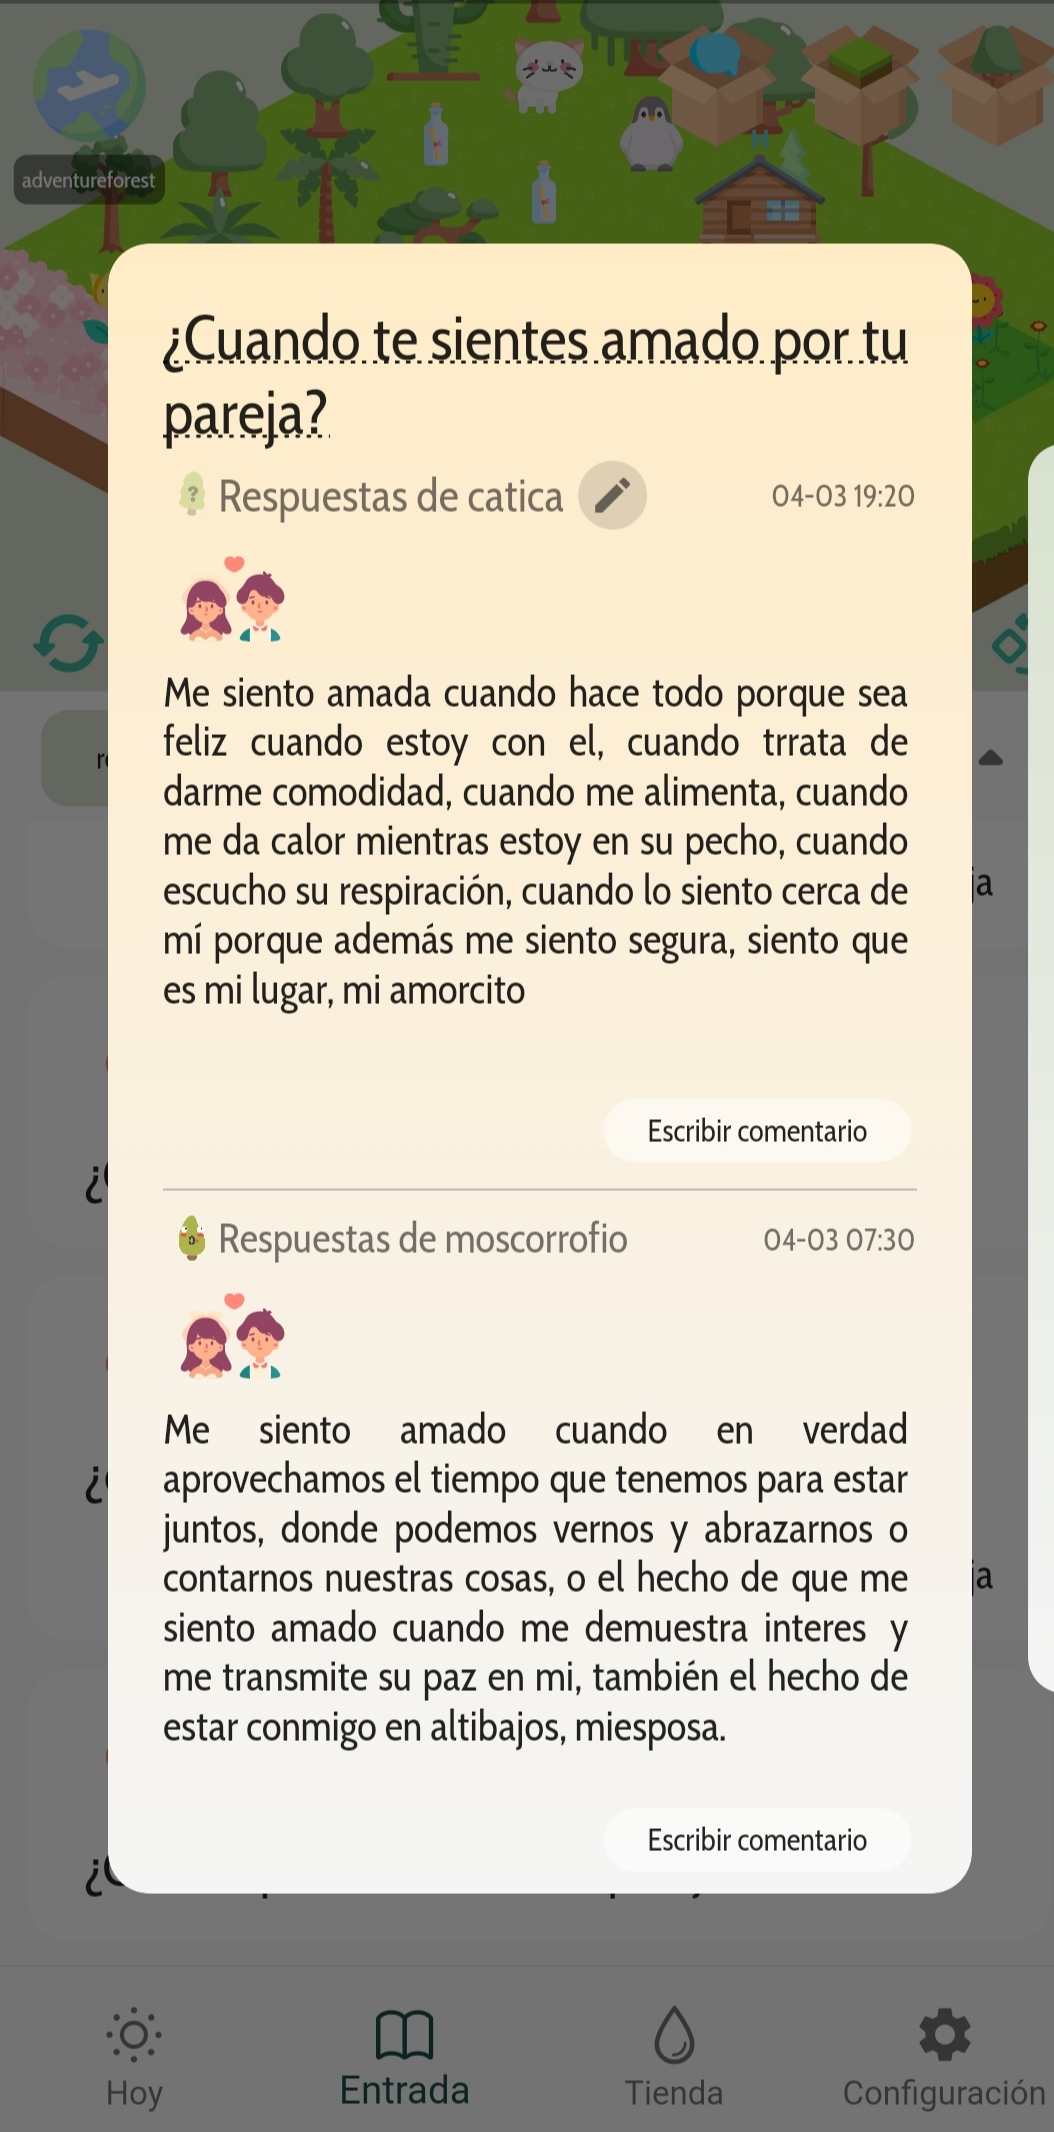 adventureforest
¿Cuando te sientes amado por tu
pareja?
Respuestas de catica
04-03 19:20
Me siento amada cuando hace todo porque sea
feliz cuando estoy con el, cuando trrata de
darme comodidad, cuando me alimenta, cuando
me da calor mientras estoy en su pecho, cuando
escucho su respiración, cuando lo siento cerca de
mí porque además me siento segura, siento que
es mi lugar, mi amorcito
Escribir comentario
Respuestas de moscorrofio
04-03 07:30
Me siento amado cuando en verdad
aprovechamos el tiempo que tenemos para estar
juntos, donde podemos vernos y abrazarnos o
contarnos nuestras cosas, o el hecho de que me
siento amado cuando me demuestra interes y
me transmite su paz en mi, también el hecho de
estar conmigo en altibajos, miesposa.
Escribir comentario
Hoy
Entrada
Tienda
Configuración